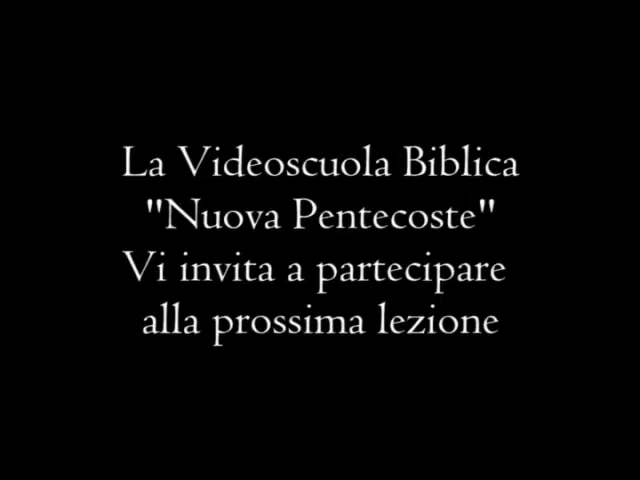 La Videoscuola Biblica
"Nuova Pentecoste"
Vi invita a partecipare
alla prossima lezione